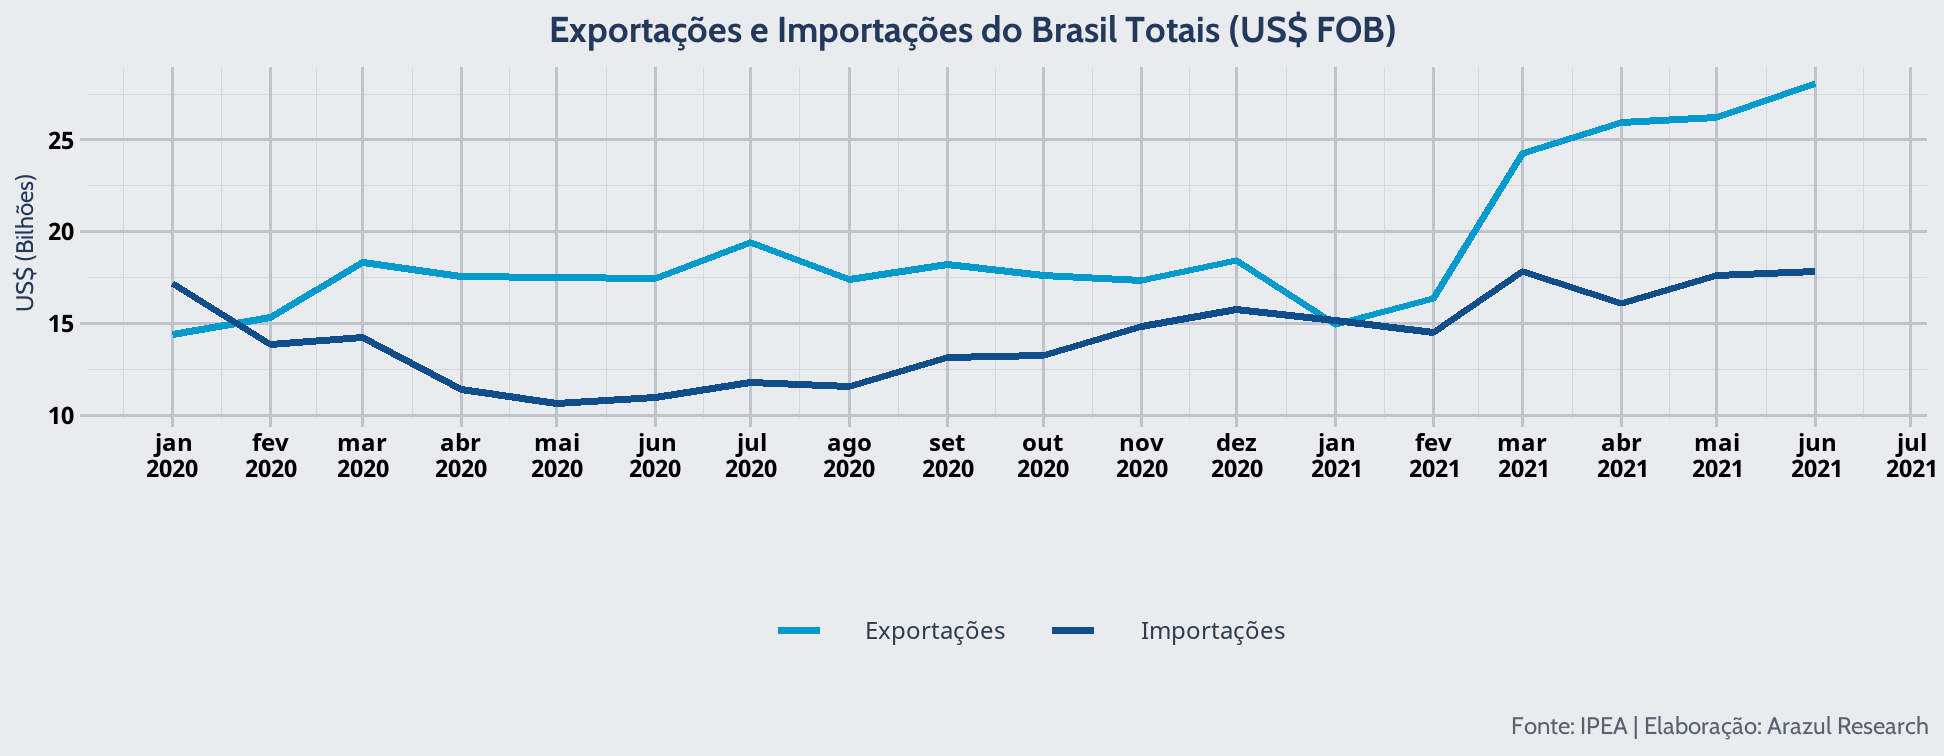 Exportações e Importações do Brasil Totais (US$ FOB)
US$ (Bilhões)
25
20
15
10
jan fev mar abr mai jun jul ago set out nov dez jan fev mar abr mai jun jul
2020 2020 2020 2020 2020 2020 2020 2020 2020 2020 2020 2020 2021 2021 2021 2021 2021 2021 2021
Exportações Importações
Fonte: IPEA | Elaboração: Arazul Research